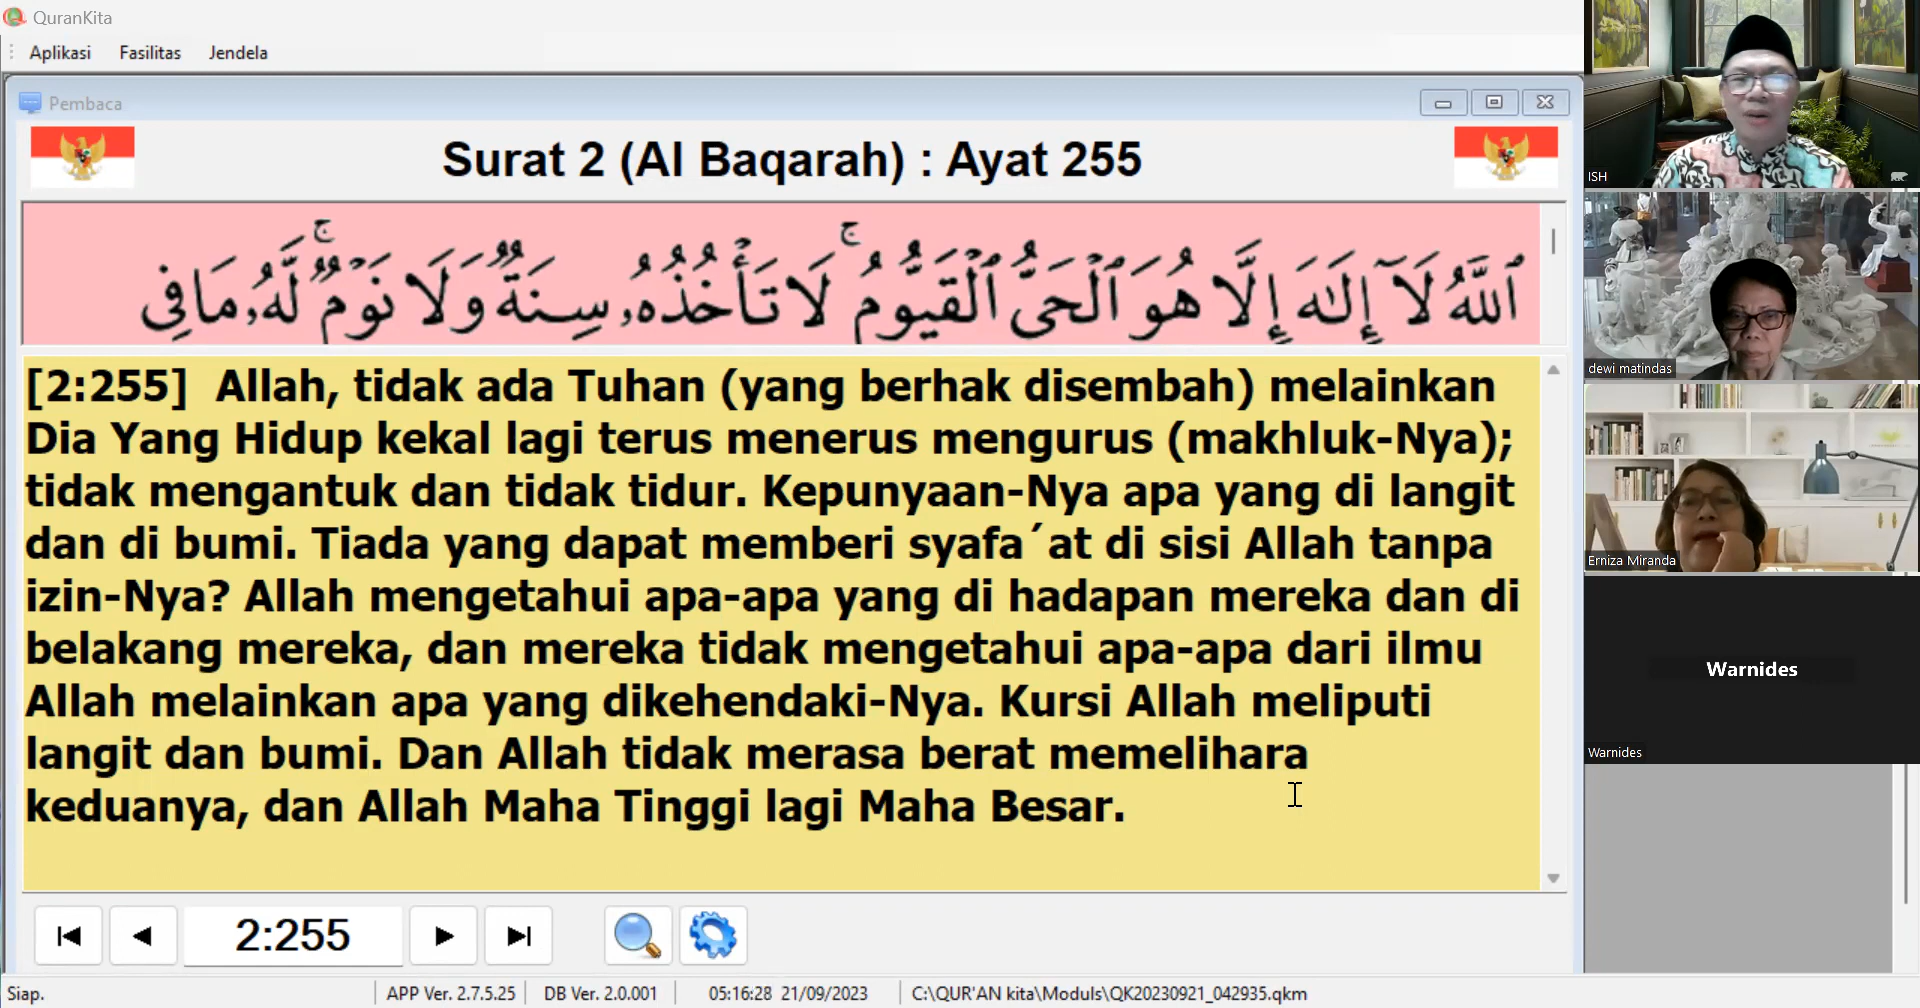 QuranKita
Aplikasi Fasilitas Jendela
Pembaca
Surat 2 (Al Baqarah) : Ayat 255
ٱللَّهُ لَآ إِلَٰهَ إِلَّا هُوَ ٱلْحَىُّ ٱلْقَيُّومُ ۚ لَا تَأْخُذُهُۥ سِنَةٌ وَلَا نَوْمٌ ۚ لَّهُۥ مَا فِى
[2:255] Allah, tidak ada Tuhan (yang berhak disembah) melainkan
Dia Yang Hidup kekal lagi terus menerus mengurus (makhluk-Nya);
tidak mengantuk dan tidak tidur. Kepunyaan-Nya apa yang di langit
dan di bumi. Tiada yang dapat memberi syafa´at di sisi Allah tanpa
izin-Nya? Allah mengetahui apa-apa yang di hadapan mereka dan di
belakang mereka, dan mereka tidak mengetahui apa-apa dari ilmu
Allah melainkan apa yang dikehendaki-Nya. Kursi Allah meliputi
langit dan bumi. Dan Allah tidak merasa berat memelihara
keduanya, dan Allah Maha Tinggi lagi Maha Besar.
2:255
Siap. APP Ver. 2.7.5.25 DB Ver. 2.0.001 05:16:28 21/09/2023 C:\QUR'AN kita\Moduls\QK20230921_042935.qkm
ISH
dewi matindas
Erniza Miranda
Warnides
Warnides